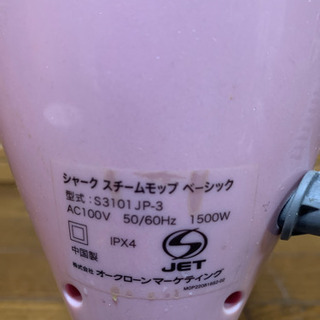 シャーク スチームモップ ベーシック
型式:S3101JP-3
AC100V 50/60Hz 1500W
IPX4
中国製
JET
株式会社 オークローンマーケティング